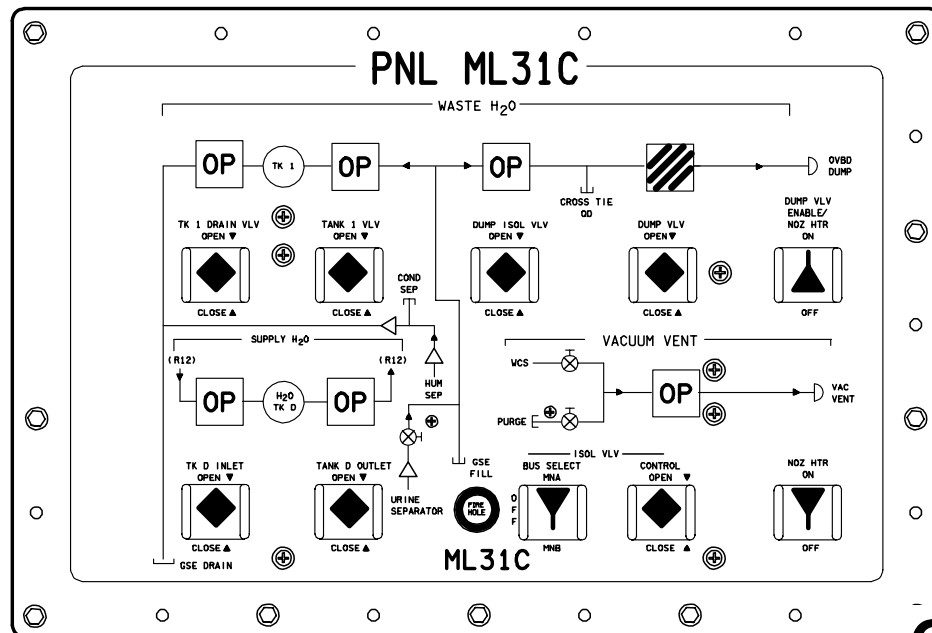 PNL ML31C
WASTE H2O
OP
TK 1
OP
OP
OVBD
DUMP
CROSS TIE
QD
TK 1 DRAIN VLV
OPEN ▼
CLOSE ▲
TANK 1 VLV
OPEN ▼
CLOSE ▲
DUMP ISOL VLV
OPEN ▼
CLOSE ▲
DUMP VLV
OPEN ▼
CLOSE ▲
DUMP VLV
ENABLE/
NOZ HTR
ON
OFF
COND
SEP
HUM
SEP
SUPPLY H2O
(R12)
(R12)
OP
H2O
TK D
OP
VACUUM VENT
WCS
PURGE
OP
VAC
VENT
TK D INLET
OPEN ▼
CLOSE ▲
TANK D OUTLET
OPEN ▼
CLOSE ▲
URINE
SEPARATOR
GSE
FILL
FIRE
HOLE
ISOL VLV
BUS SELECT
MNA
OFF
MNB
CONTROL
OPEN ▼
CLOSE ▲
NOZ HTR
ON
OFF
GSE DRAIN
ML31C